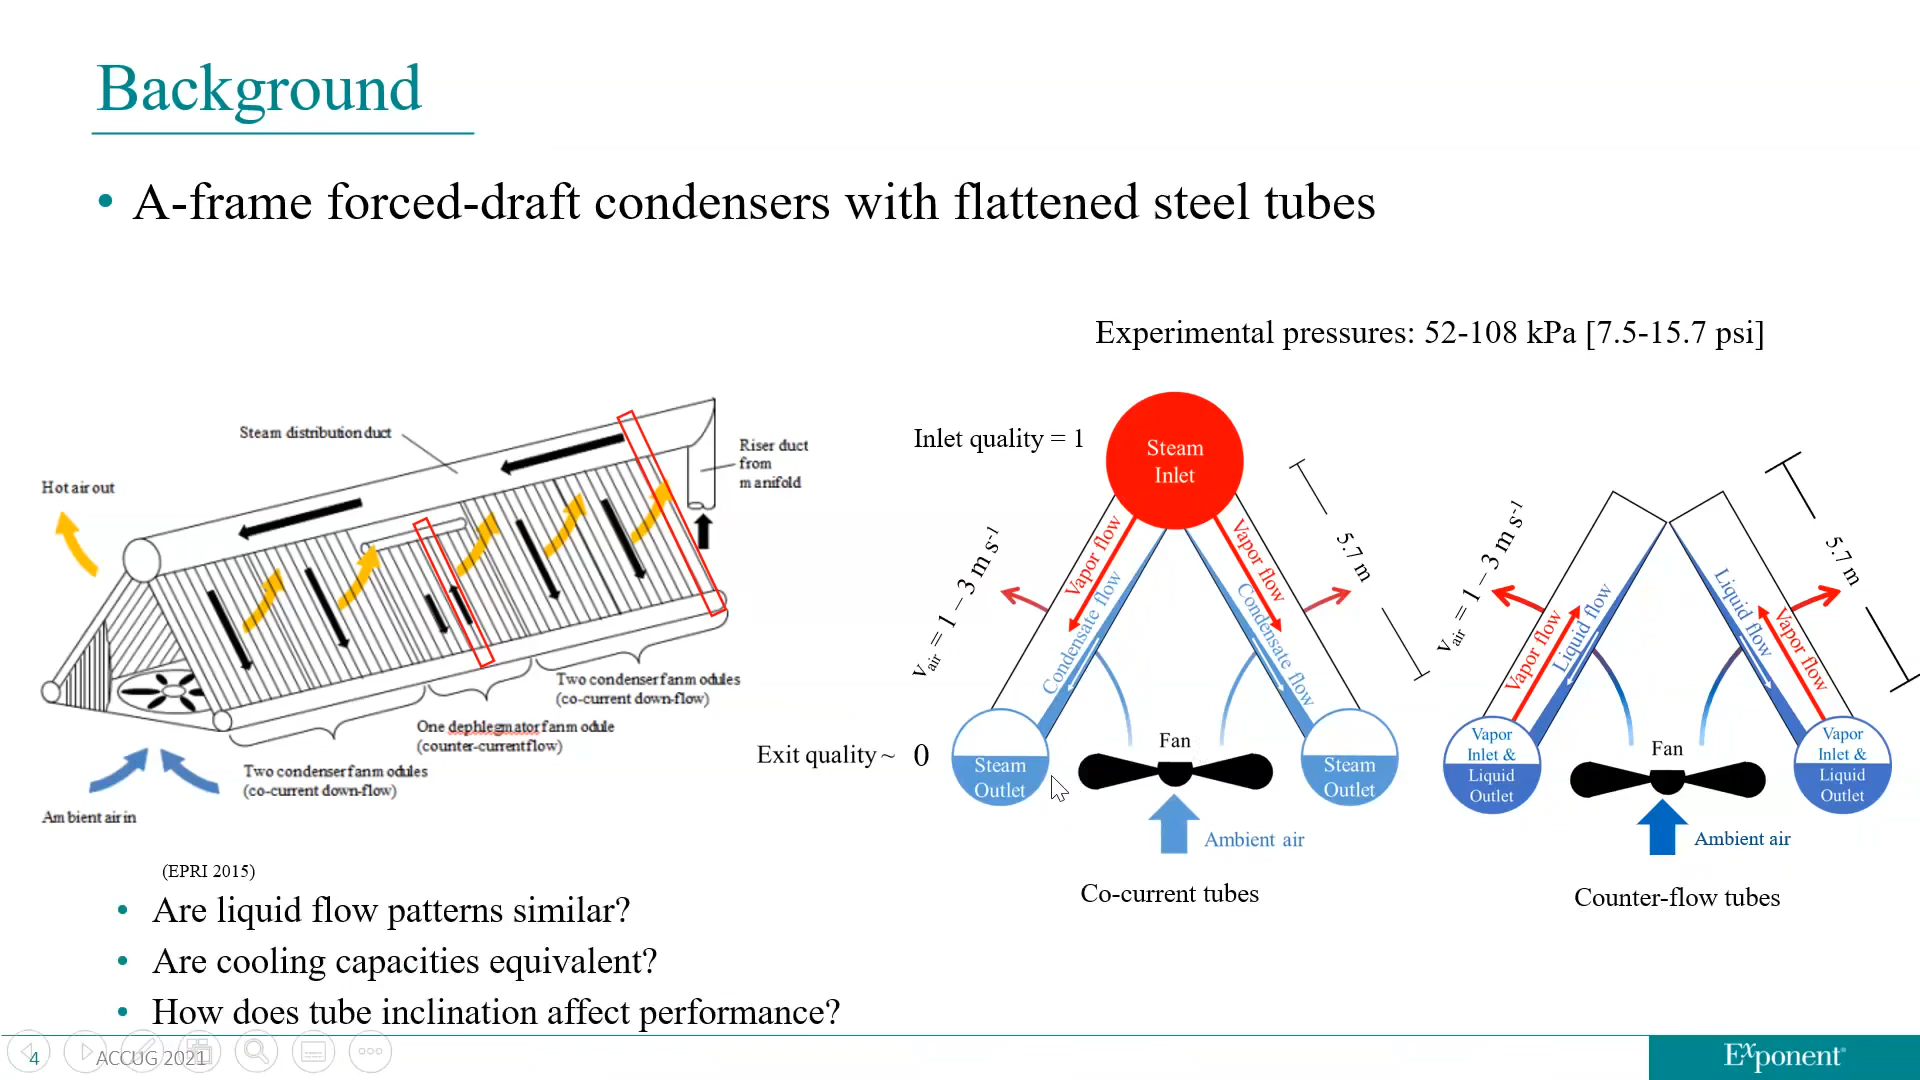 Background
• A-frame forced-draft condensers with flattened steel tubes
Experimental pressures: 52-108 kPa [7.5-15.7 psi]
Steam distribution duct
Riser duct
from
manifold
Hot air out
Two condenser fan modules
(co-current down-flow)
One dephlegmator fan module
(counter-current flow)
Two condenser fan modules
(co-current down-flow)
Ambient air in
(EPRI 2015)
Inlet quality = 1
Steam
Inlet
v_air = 1 – 3 m s⁻¹
Vapor flow
Condensate flow
Vapor flow
Condensate flow
5.7 m
Exit quality ~ 0
Steam
Outlet
Fan
Steam
Outlet
Ambient air
Co-current tubes
v_air = 1 – 3 m s⁻¹
Vapor flow
Liquid flow
Liquid flow
Vapor flow
5.7 m
Vapor
Inlet &
Liquid
Outlet
Fan
Vapor
Inlet &
Liquid
Outlet
Ambient air
Counter-flow tubes
• Are liquid flow patterns similar?
• Are cooling capacities equivalent?
• How does tube inclination affect performance?
4
ACCUG 2021
Exponent®